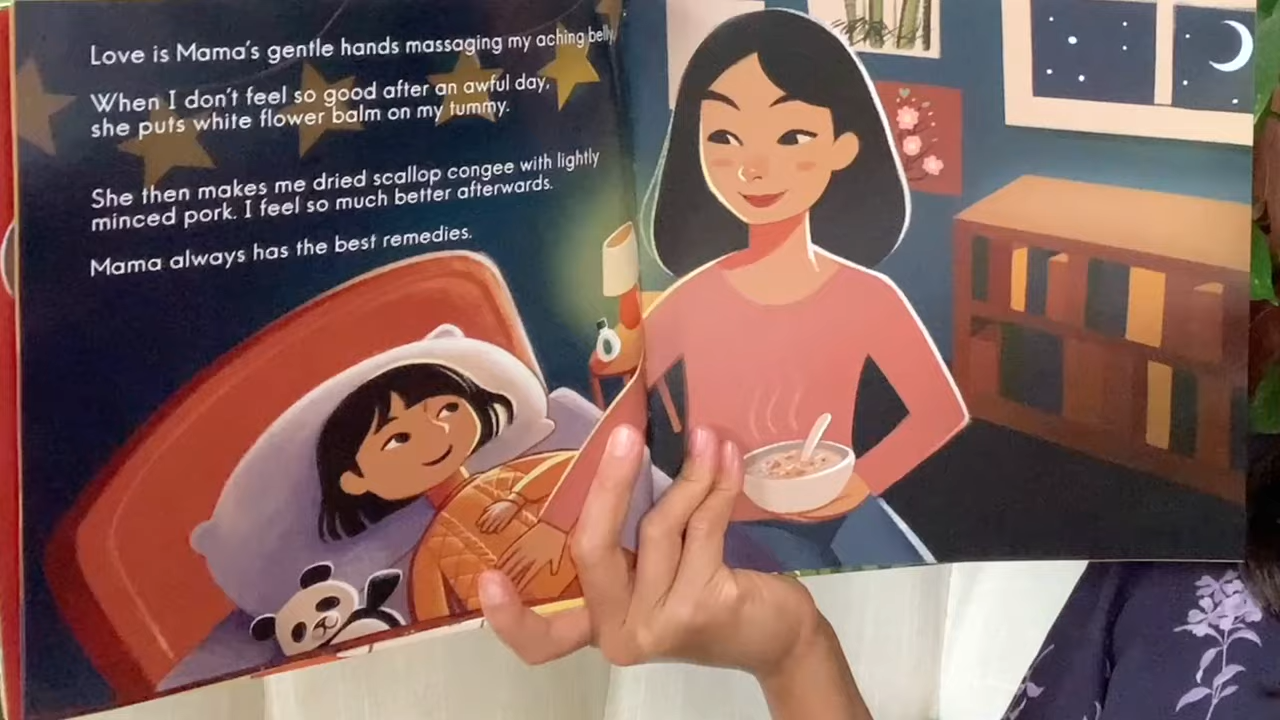 Love is Mama's gentle hands massaging my aching belly.
When I don't feel so good after an awful day,
she puts white flower balm on my tummy.
She then makes me dried scallop congee with lightly
minced pork. I feel so much better afterwards.
Mama always has the best remedies.